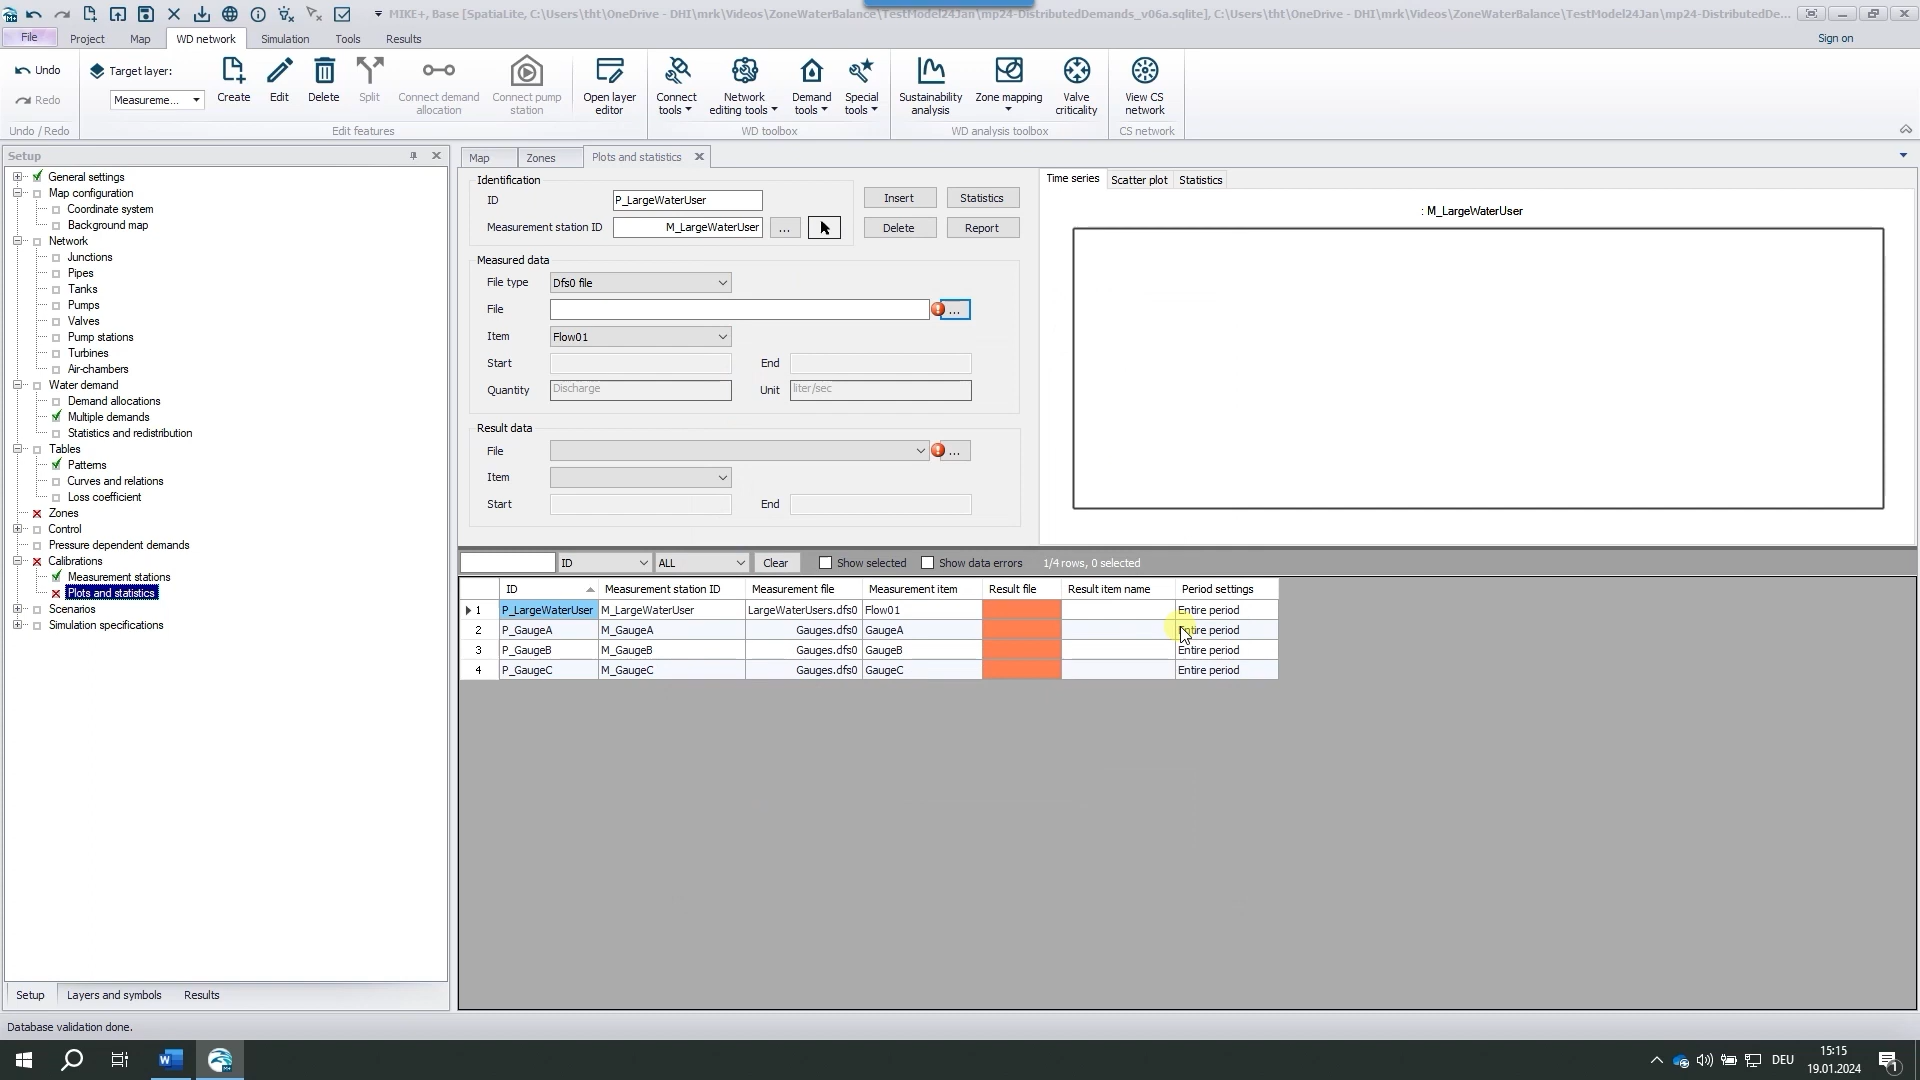 MIKE+, Base [SpatiaLite, C:\Users\tht\OneDrive - DHI\mrk\Videos\ZoneWaterBalance\TestModel24Jan\mp24-DistributedDemands_v06a.sqlite], C:\Users\tht\OneDrive - DHI\mrk\Videos\ZoneWaterBalance\TestModel24Jan\mp24-DistributedDe...
File Project Map WD network Simulation Tools Results Sign on
Undo Target layer:
Redo Measureme... Create Edit Delete Split Connect demand allocation Connect pump station Open layer editor Connect tools Network editing tools Demand tools Special tools Sustainability analysis Zone mapping Valve criticality View CS network
Undo / Redo Edit features WD toolbox WD analysis toolbox CS network
Setup
General settings
Map configuration
Coordinate system
Background map
Network
Junctions
Pipes
Tanks
Pumps
Valves
Pump stations
Turbines
Air-chambers
Water demand
Demand allocations
Multiple demands
Statistics and redistribution
Tables
Patterns
Curves and relations
Loss coefficient
Zones
Control
Pressure dependent demands
Calibrations
Measurement stations
Plots and statistics
Scenarios
Simulation specifications
Setup Layers and symbols Results
Map Zones Plots and statistics
Identification
ID P_LargeWaterUser Insert Statistics
Measurement station ID M_LargeWaterUser ... Delete Report
Measured data
File type Dfs0 file
File ...
Item Flow01
Start End
Quantity Discharge Unit liter/sec
Result data
File ...
Item
Start End
Time series Scatter plot Statistics
: M_LargeWaterUser
ID ALL Clear Show selected Show data errors 1/4 rows, 0 selected
ID Measurement station ID Measurement file Measurement item Result file Result item name Period settings
1 P_LargeWaterUser M_LargeWaterUser LargeWaterUsers.dfs0 Flow01 Entire period
2 P_GaugeA M_GaugeA Gauges.dfs0 GaugeA Entire period
3 P_GaugeB M_GaugeB Gauges.dfs0 GaugeB Entire period
4 P_GaugeC M_GaugeC Gauges.dfs0 GaugeC Entire period
Database validation done.
DEU 15:15
19.01.2024
1